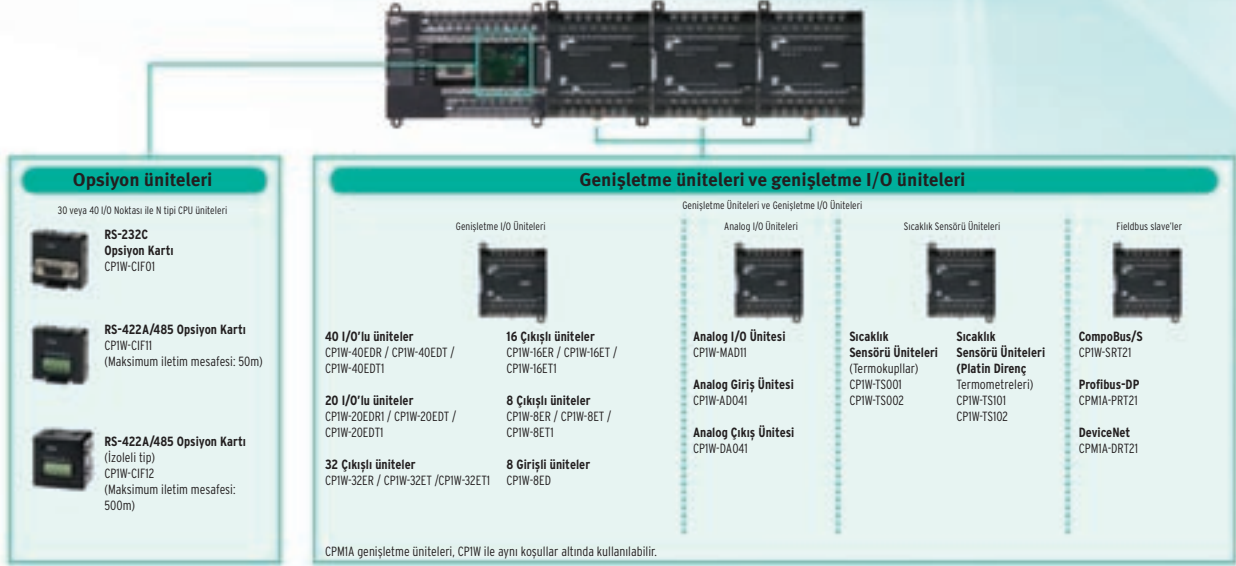 Opsiyon üniteleri
30 veya 40 I/O Noktası ile N tipi CPU üniteleri
RS-232C
Opsiyon Kartı
CP1W-CIF01
RS-422A/485 Opsiyon Kartı
CP1W-CIF11
(Maksimum iletim mesafesi: 50m)
RS-422A/485 Opsiyon Kartı
(İzoleli tip)
CP1W-CIF12
(Maksimum iletim mesafesi:
500m)
Genişletme üniteleri ve genişletme I/O üniteleri
Genişletme Üniteleri ve Genişletme I/O Üniteleri
Genişletme I/O Üniteleri
40 I/O'lu üniteler
CP1W-40EDR / CP1W-40EDT /
CP1W-40EDT1
20 I/O'lu üniteler
CP1W-20EDR1 / CP1W-20EDT /
CP1W-20EDT1
32 Çıkışlı üniteler
CP1W-32ER / CP1W-32ET /CP1W-32ET1
16 Çıkışlı üniteler
CP1W-16ER / CP1W-16ET /
CP1W-16ET1
8 Çıkışlı üniteler
CP1W-8ER / CP1W-8ET /
CP1W-8ET1
8 Girişli üniteler
CP1W-8ED
Analog I/O Üniteleri
Analog I/O Ünitesi
CP1W-MAD11
Analog Giriş Ünitesi
CP1W-AD041
Analog Çıkış Ünitesi
CP1W-DA041
Sıcaklık Sensörü Üniteleri
Sıcaklık
Sensörü Üniteleri
(Termokupllar)
CP1W-TS001
CP1W-TS002
Sıcaklık
Sensörü Üniteleri
(Platin Direnç
Termometreleri)
CP1W-TS101
CP1W-TS102
Fieldbus slave'ler
CompoBus/S
CP1W-SRT21
Profibus-DP
CPM1A-PRT21
DeviceNet
CPM1A-DRT21
CPM1A genişletme üniteleri, CP1W ile aynı koşullar altında kullanılabilir.